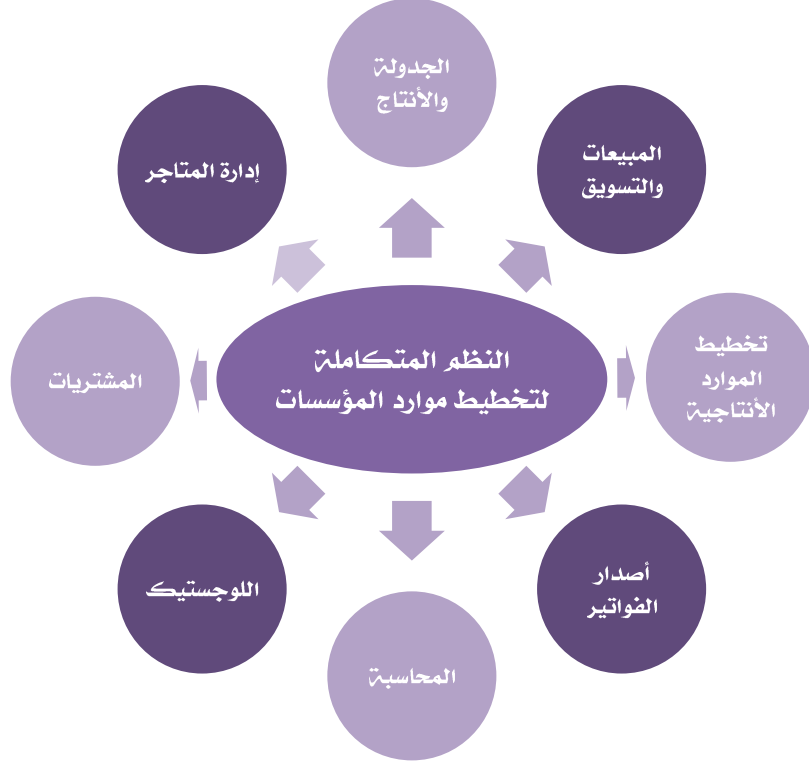 الجدولة
والأنتاج
المبيعات
والتسويق
إدارة المتاجر
تخطيط
الموارد
الأنتاجية
النظم المتكاملة
لتخطيط موارد المؤسسات
المشتريات
أصدار
الفواتير
اللوجستيك
المحاسبة